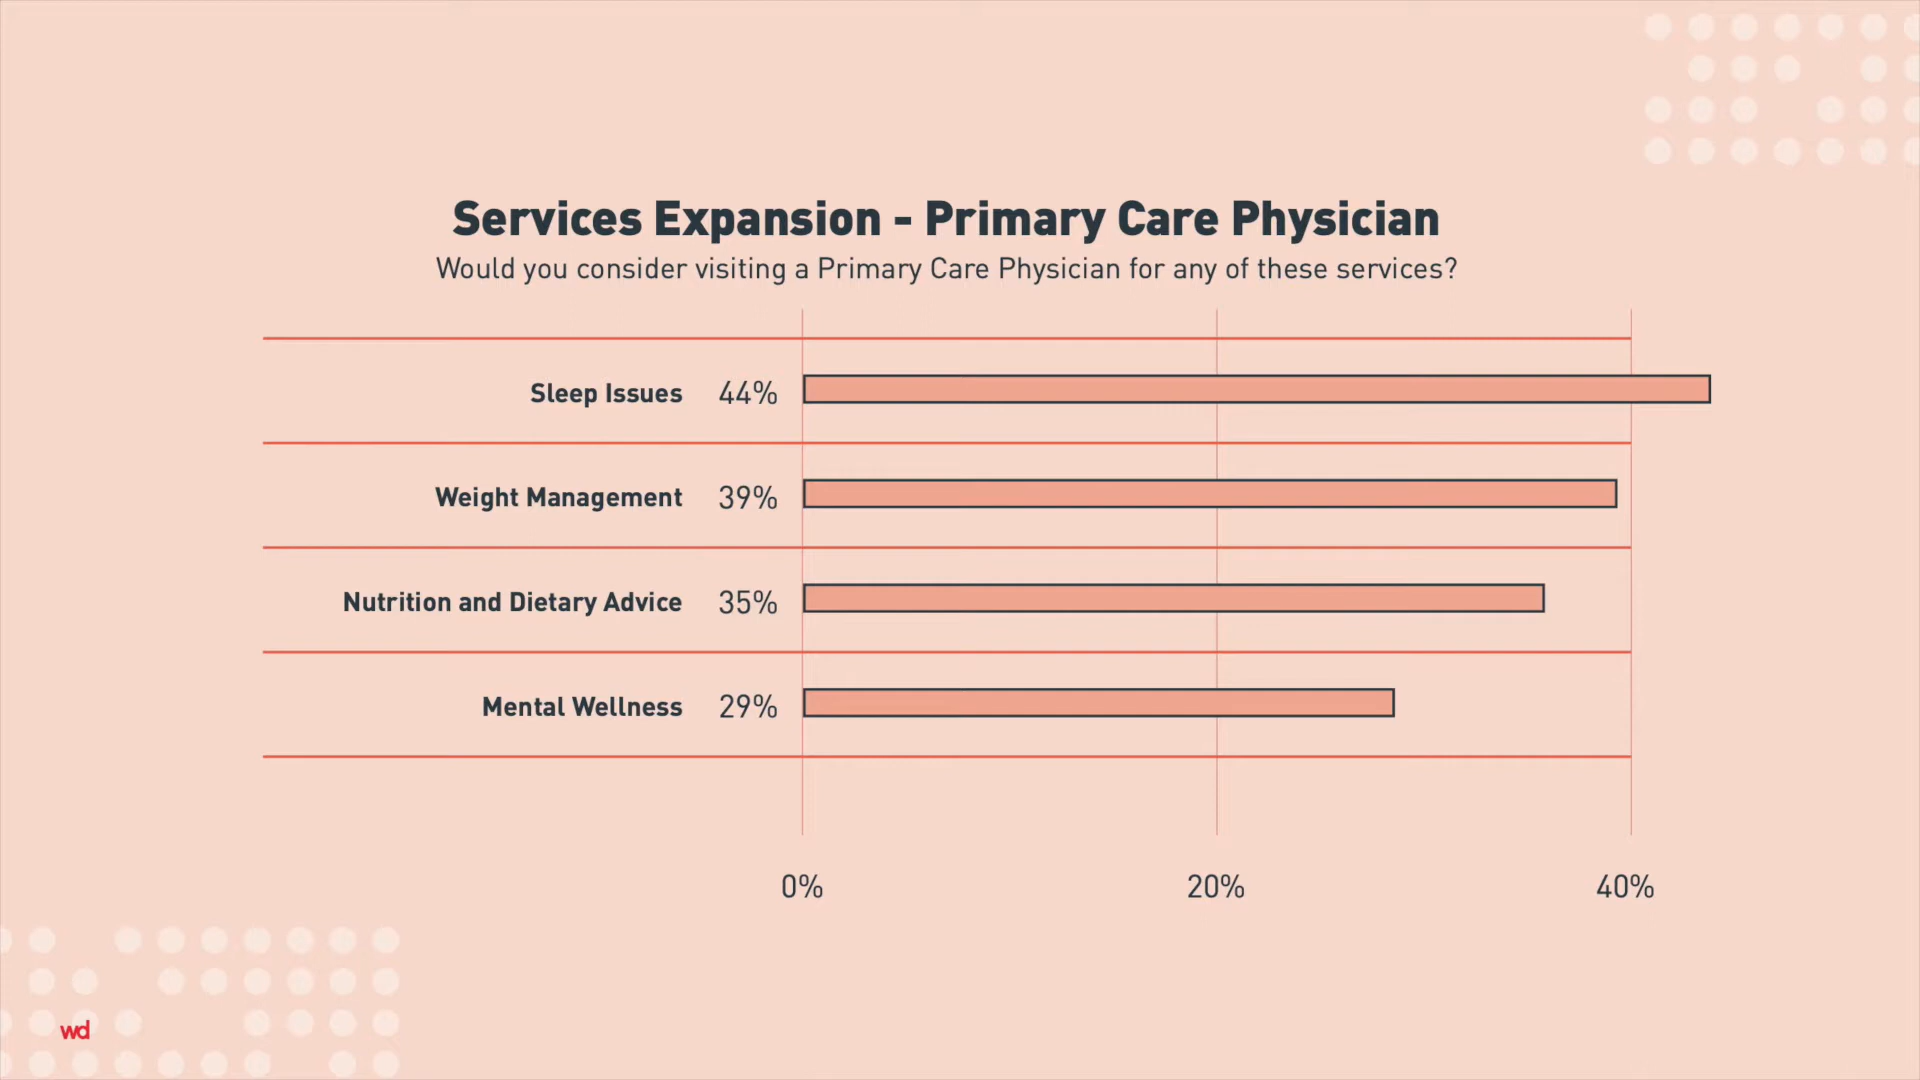 Services Expansion - Primary Care Physician
Would you consider visiting a Primary Care Physician for any of these services?
Sleep Issues 44%
Weight Management 39%
Nutrition and Dietary Advice 35%
Mental Wellness 29%
0% 20% 40%
wd